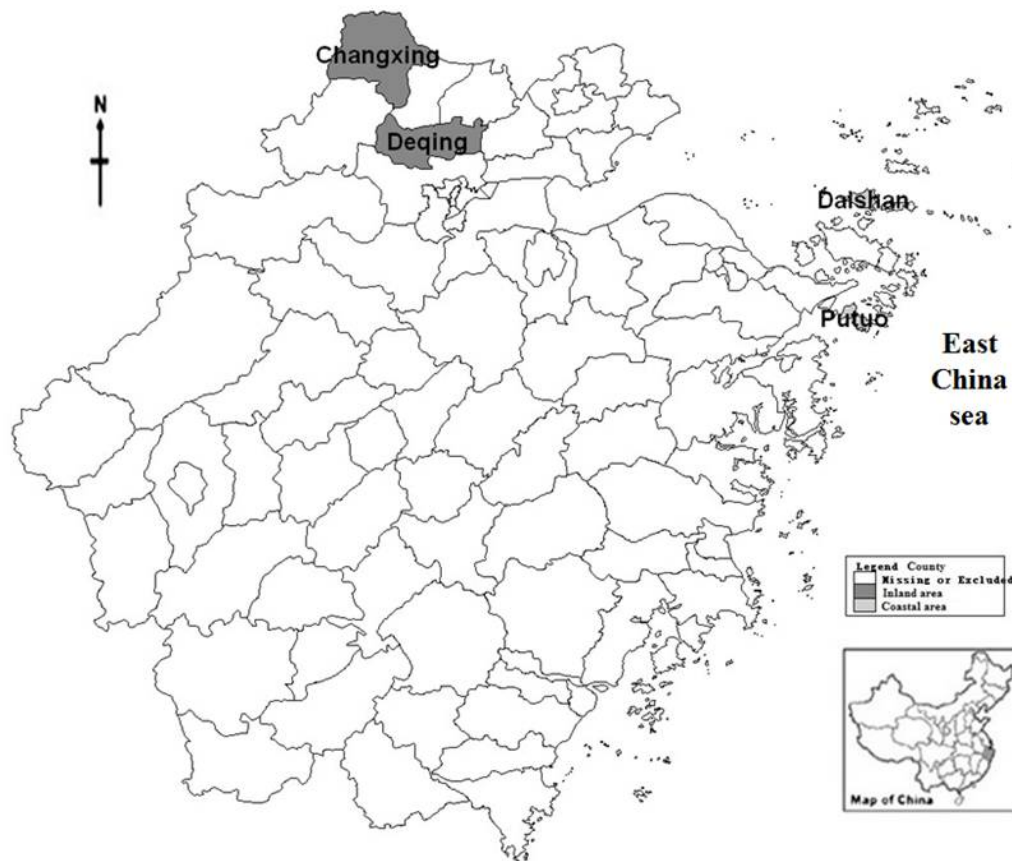 Changxing
N
Deqing
Daishan
Putuo
East
China
sea
Legend County
Missing or Excluded
Inland area
Coastal area
Map of China